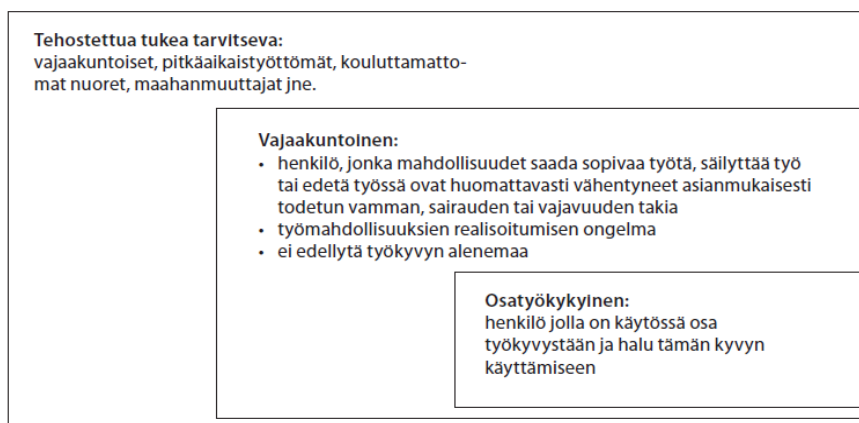 Tehostettua tukea tarvitseva:
vajaakuntoiset, pitkäaikaistyöttömät, kouluttamatto-
mat nuoret, maahanmuuttajat jne.
Vajaakuntoinen:
• henkilö, jonka mahdollisuudet saada sopivaa työtä, säilyttää työ
tai edetä työssä ovat huomattavasti vähentyneet asianmukaisesti
todetun vamman, sairauden tai vajavuuden takia
• työmahdollisuuksien realisoitumisen ongelma
• ei edellytä työkyvyn alenemaa
Osatyökykyinen:
henkilö jolla on käytössä osa
työkyvystään ja halu tämän kyvyn
käyttämiseen